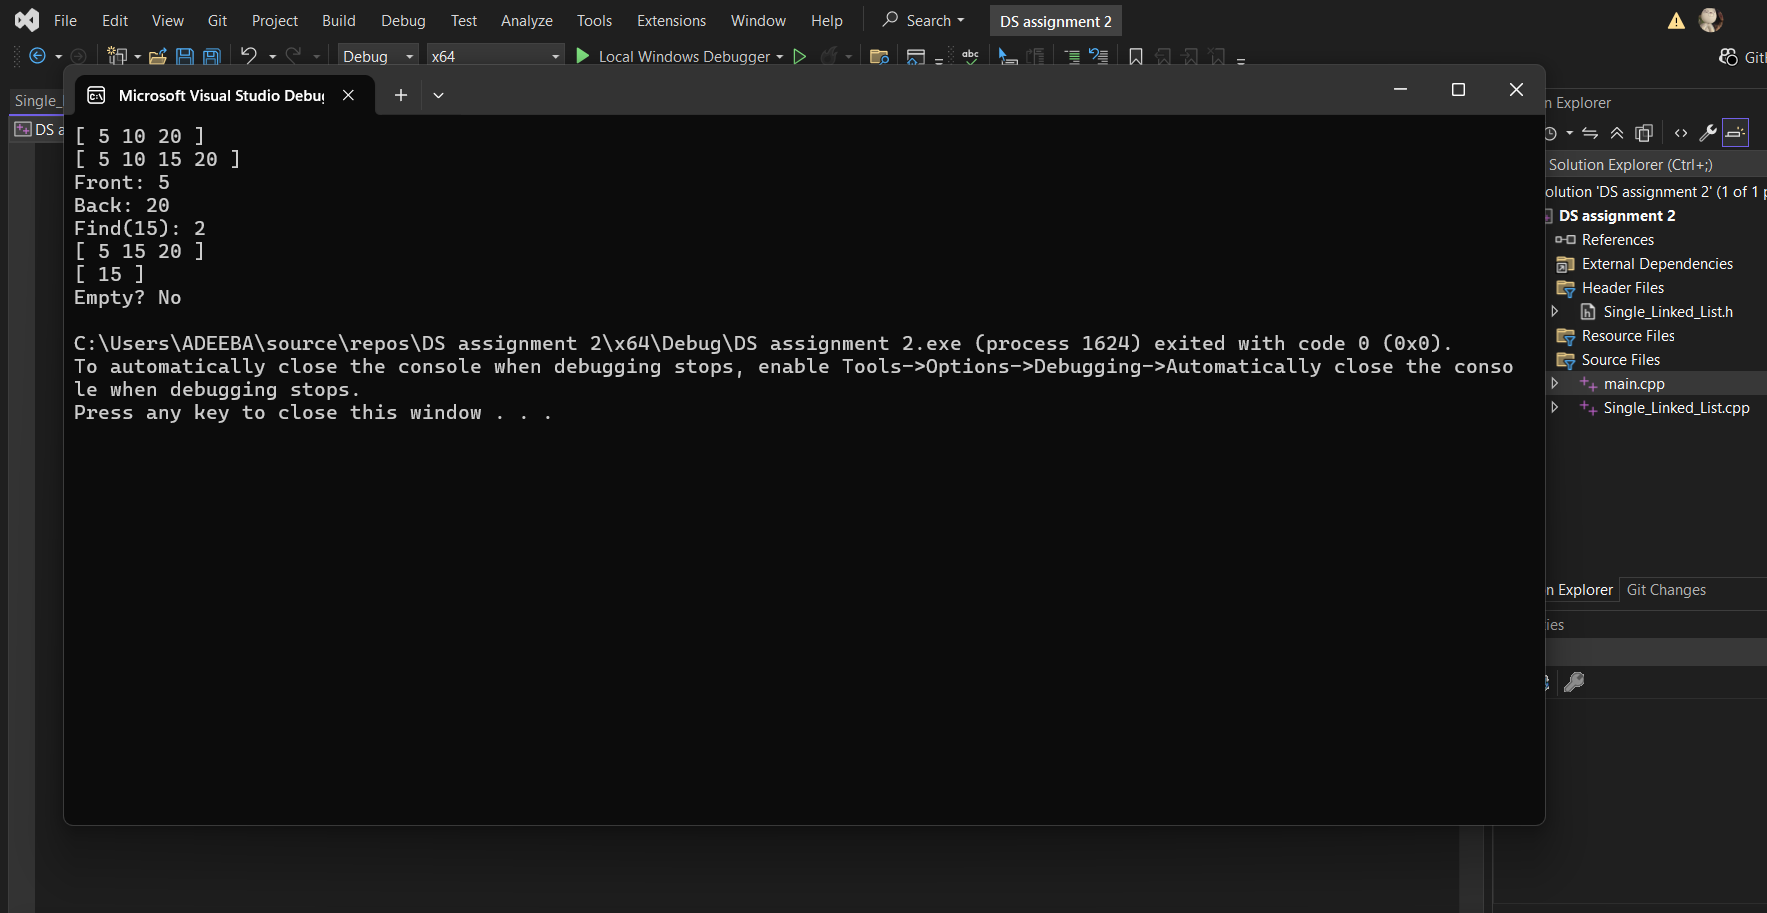 File Edit View Git Project Build Debug Test Analyze Tools Extensions Window Help Search DS assignment 2
Debug x64 Local Windows Debugger abc
Single_
DS a
Microsoft Visual Studio Debu
[ 5 10 20 ]
[ 5 10 15 20 ]
Front: 5
Back: 20
Find(15): 2
[ 5 15 20 ]
[ 15 ]
Empty? No
C:\Users\ADEEBA\source\repos\DS assignment 2\x64\Debug\DS assignment 2.exe (process 1624) exited with code 0 (0x0).
To automatically close the console when debugging stops, enable Tools->Options->Debugging->Automatically close the conso
le when debugging stops.
Press any key to close this window . . .
n Explorer
Solution Explorer (Ctrl+;)
olution 'DS assignment 2' (1 of 1 p
DS assignment 2
References
External Dependencies
Header Files
Single_Linked_List.h
Resource Files
Source Files
main.cpp
Single_Linked_List.cpp
n Explorer Git Changes
ies